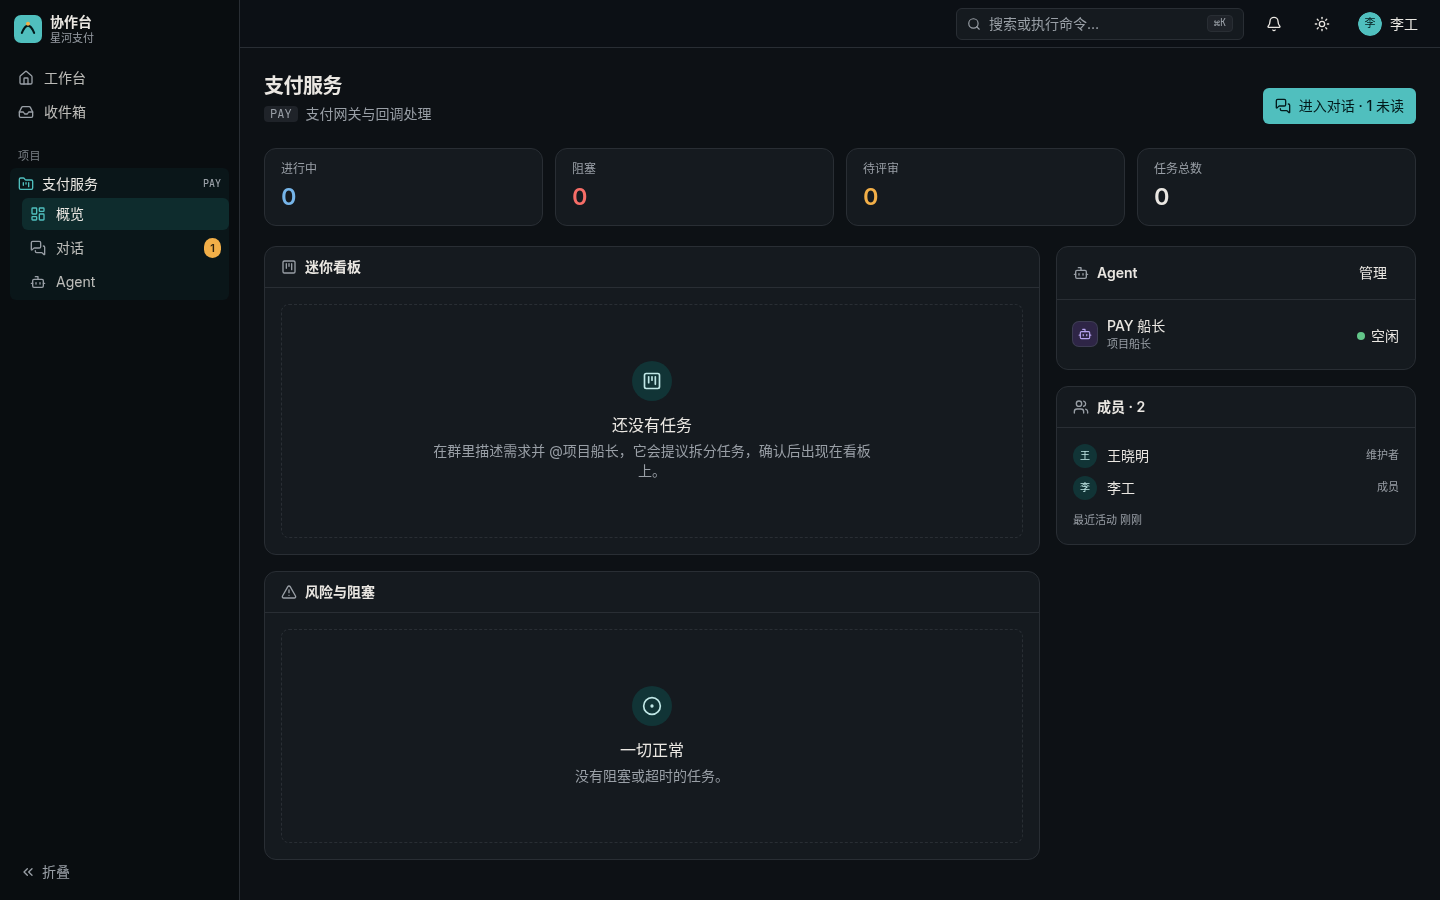 协作台
星河支付
搜索或执行命令...
⌘K
李
李工
工作台
收件箱
项目
支付服务
PAY
概览
对话
1
Agent
折叠
支付服务
PAY 支付网关与回调处理
进入对话 · 1 未读
进行中
0
阻塞
0
待评审
0
任务总数
0
迷你看板
还没有任务
在群里描述需求并 @项目船长，它会提议拆分任务，确认后出现在看板
上。
风险与阻塞
一切正常
没有阻塞或超时的任务。
Agent
管理
PAY 船长
项目船长
空闲
成员 · 2
王
王晓明
维护者
李
李工
成员
最近活动 刚刚